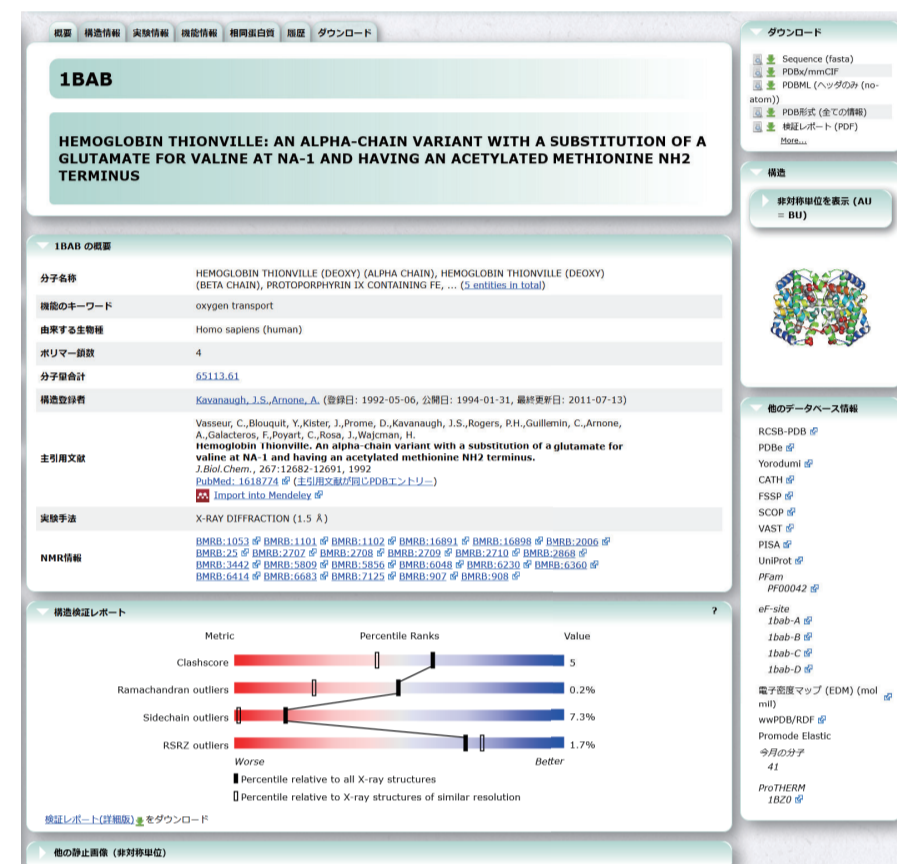 概要 構造情報 実験情報 機能情報 相同蛋白質 履歴 ダウンロード
1BAB
HEMOGLOBIN THIONVILLE: AN ALPHA-CHAIN VARIANT WITH A SUBSTITUTION OF A
GLUTAMATE FOR VALINE AT NA-1 AND HAVING AN ACETYLATED METHIONINE NH2
TERMINUS
1BAB の概要
分子名称 HEMOGLOBIN THIONVILLE (DEOXY) (ALPHA CHAIN), HEMOGLOBIN THIONVILLE (DEOXY)
(BETA CHAIN), PROTOPORPHYRIN IX CONTAINING FE, ... (5 entities in total)
機能のキーワード oxygen transport
由来する生物種 Homo sapiens (human)
ポリマー鎖数 4
分子量合計 65113.61
構造登録者 Kavanaugh, J.S.,Arnone, A. (登録日: 1992-05-06, 公開日: 1994-01-31, 最終更新日: 2011-07-13)
主引用文献 Vasseur, C.,Blouquit, Y.,Kister, J.,Prome, D.,Kavanaugh, J.S.,Rogers, P.H.,Guillemin, C.,Arnone,
A.,Galacteros, F.,Poyart, C.,Rosa, J.,Wajcman, H.
Hemoglobin Thionville. An alpha-chain variant with a substitution of a glutamate for
valine at NA-1 and having an acetylated methionine NH2 terminus.
J.Biol.Chem., 267:12682-12691, 1992
PubMed: 1618774 (主引用文献が同じPDBエントリー)
Import into Mendeley
実験手法 X-RAY DIFFRACTION (1.5 Å)
NMR情報 BMRB:1053 BMRB:1101 BMRB:1102 BMRB:16891 BMRB:16898 BMRB:2006
BMRB:25 BMRB:2707 BMRB:2708 BMRB:2709 BMRB:2710 BMRB:2868
BMRB:3442 BMRB:5809 BMRB:5856 BMRB:6048 BMRB:6230 BMRB:6360
BMRB:6414 BMRB:6683 BMRB:7125 BMRB:907 BMRB:908
構造検証レポート ?
Metric Percentile Ranks Value
Clashscore 5
Ramachandran outliers 0.2%
Sidechain outliers 7.3%
RSRZ outliers 1.7%
Worse Better
Percentile relative to all X-ray structures
Percentile relative to X-ray structures of similar resolution
検証レポート(詳細版)をダウンロード
他の静止画像（非対称単位）
ダウンロード
Sequence (fasta)
PDBx/mmCIF
PDBML (ヘッダのみ (no-
atom))
PDB形式 (全ての情報)
検証レポート (PDF)
More...
構造
非対称単位を表示 (AU
= BU)
他のデータベース情報
RCSB-PDB
PDBe
Yorodumi
CATH
FSSP
SCOP
VAST
PISA
UniProt
PFam
PF00042
eF-site
1bab-A
1bab-B
1bab-C
1bab-D
電子密度マップ (EDM) (mol
mil)
wwPDB/RDF
Promode Elastic
今月の分子
41
ProTHERM
1BZ0